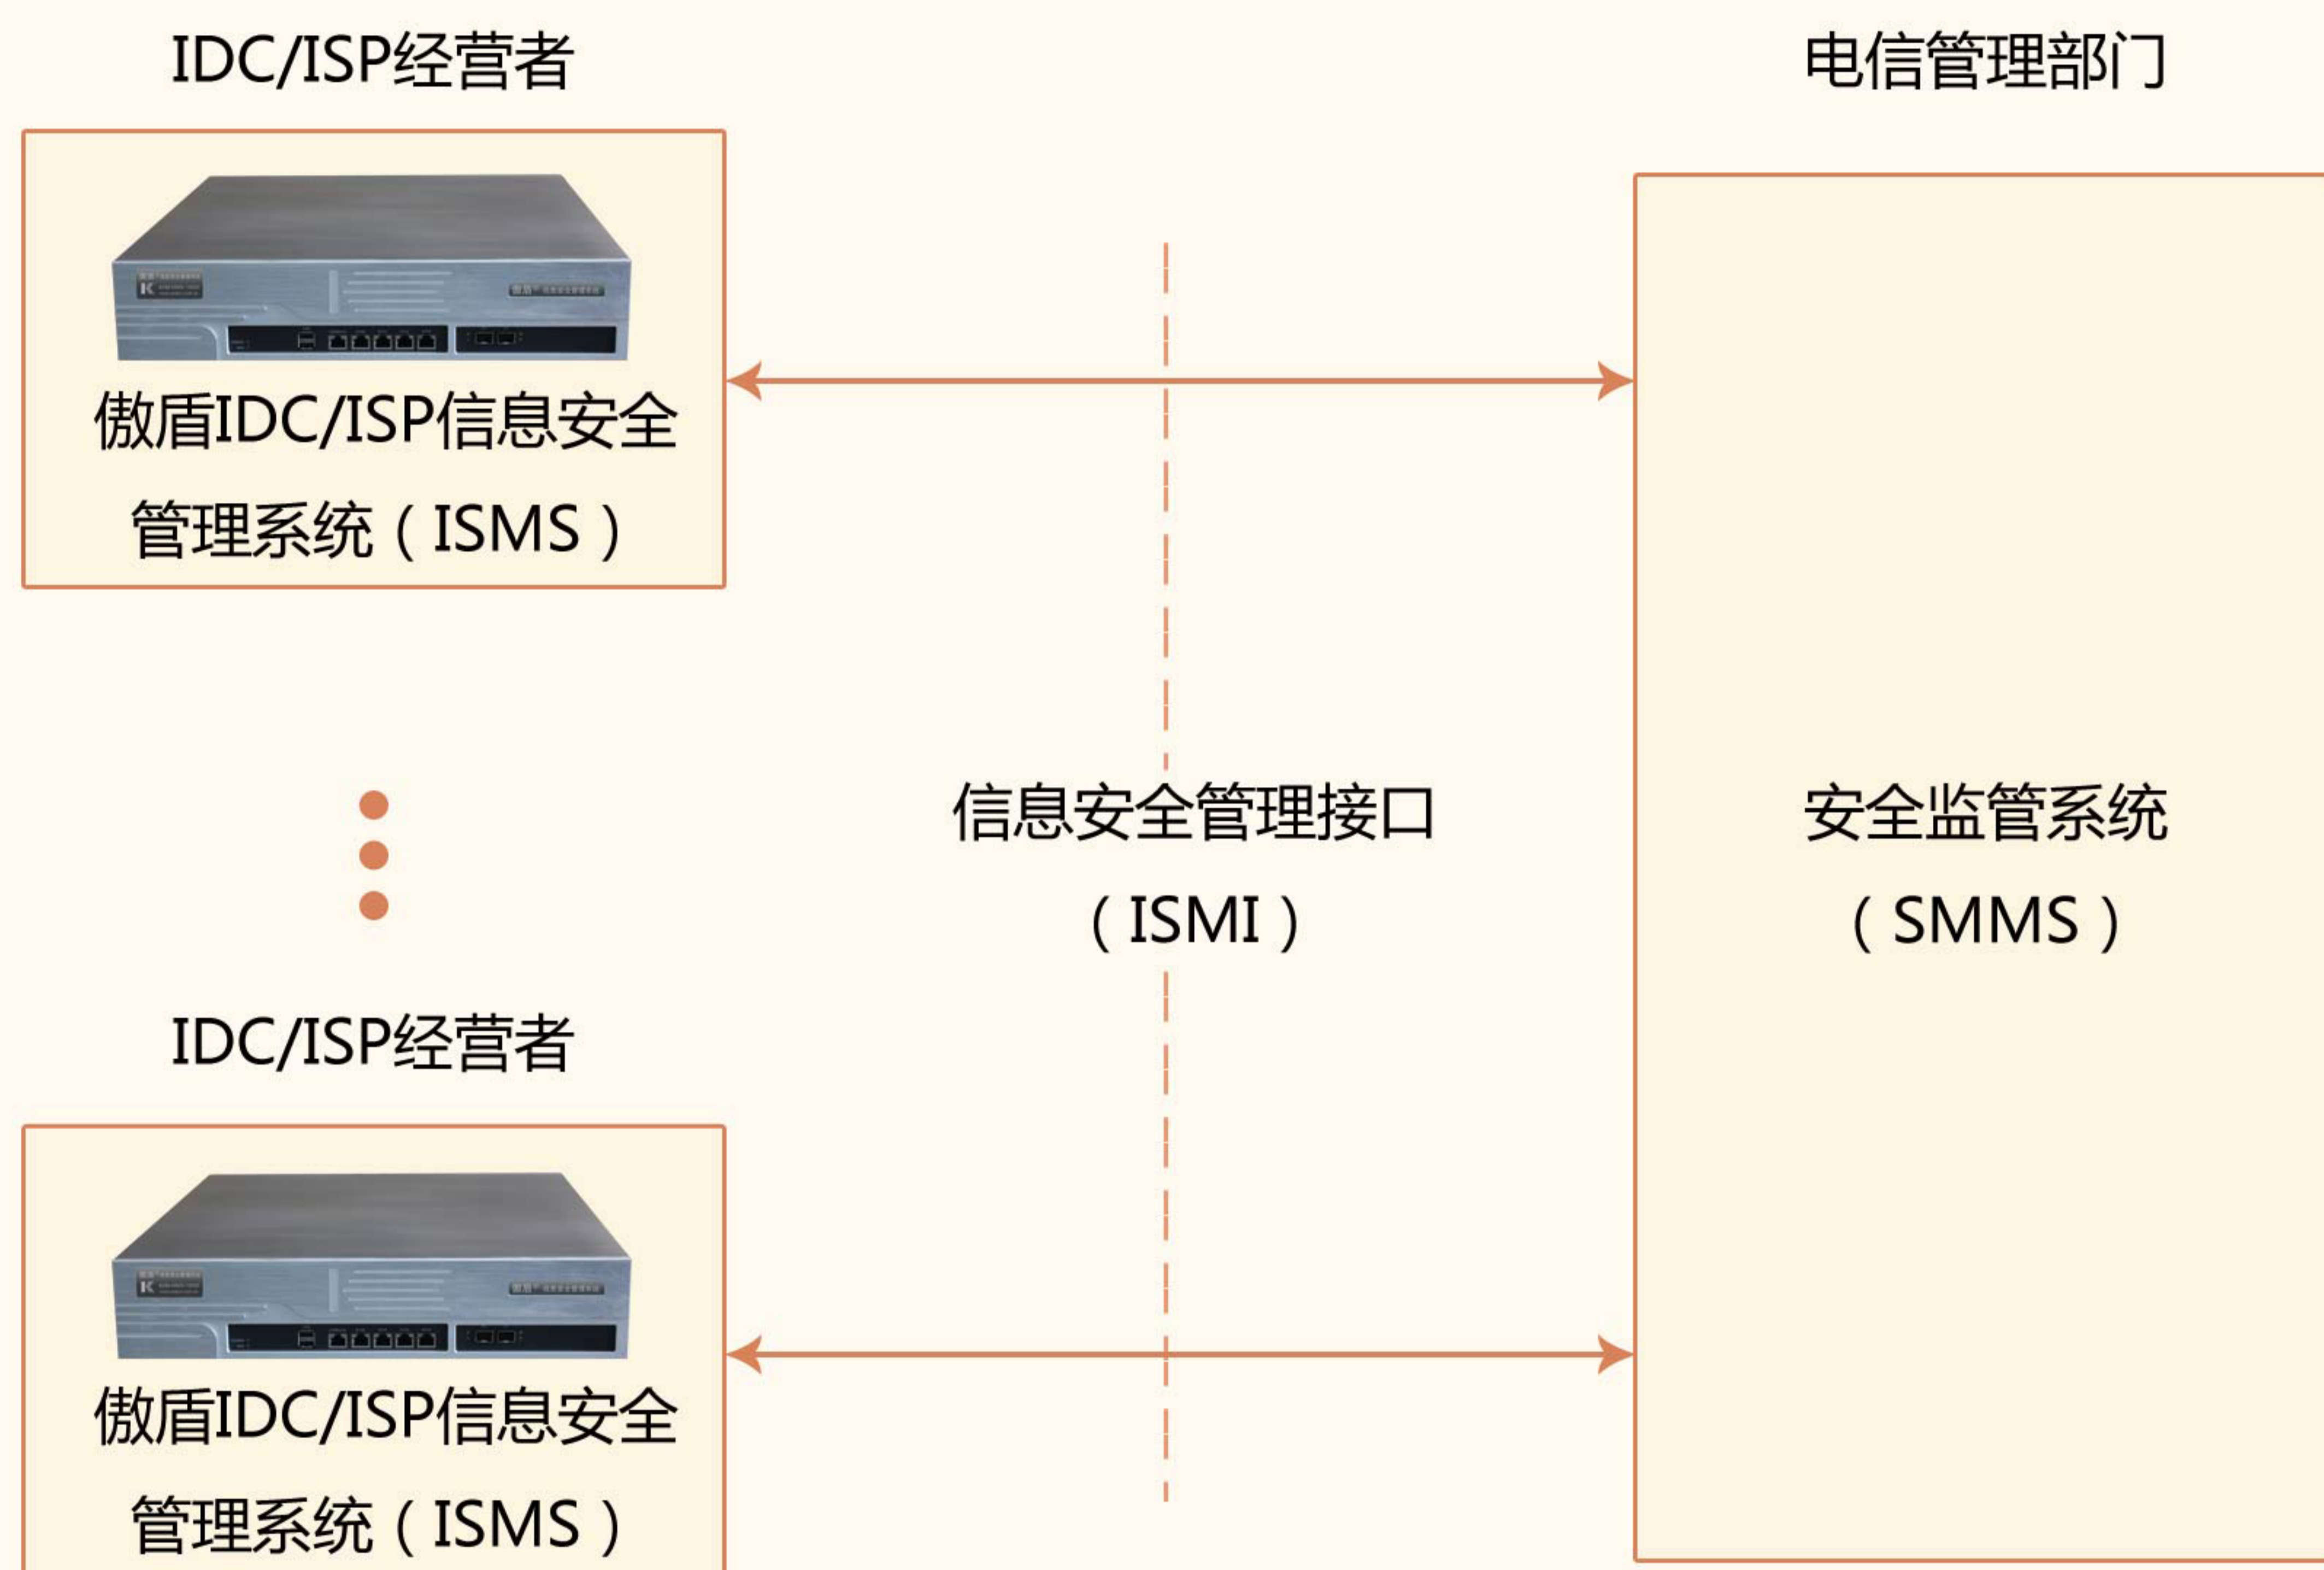 IDC/ISP经营者
电信管理部门
傲盾IDC/ISP信息安全
管理系统（ISMS）
信息安全管理接口
（ISMI）
安全监管系统
（SMMS）
IDC/ISP经营者
傲盾IDC/ISP信息安全
管理系统（ISMS）